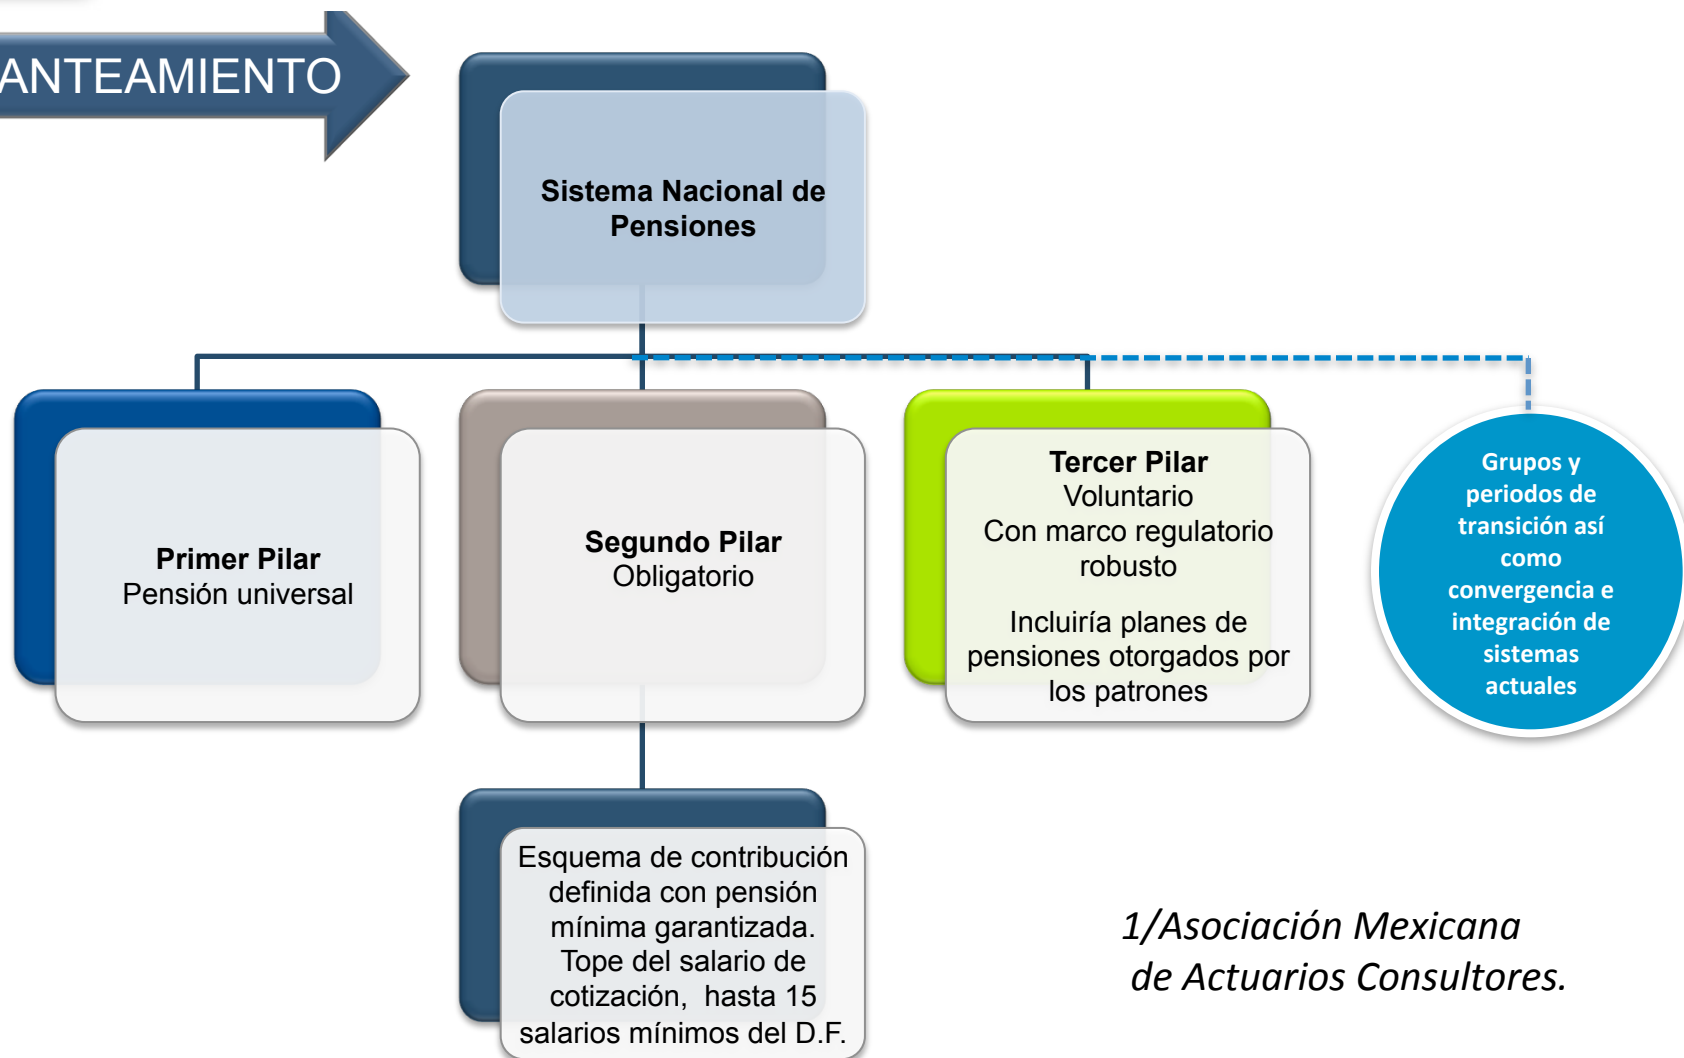 ANTEAMIENTO
Sistema Nacional de
Pensiones
Primer Pilar
Pensión universal
Segundo Pilar
Obligatorio
Tercer Pilar
Voluntario
Con marco regulatorio
robusto
Incluiría planes de
pensiones otorgados por
los patrones
Grupos y
periodos de
transición así
como
convergencia e
integración de
sistemas
actuales
Esquema de contribución
definida con pensión
mínima garantizada.
Tope del salario de
cotización, hasta 15
salarios mínimos del D.F.
1/Asociación Mexicana
de Actuarios Consultores.